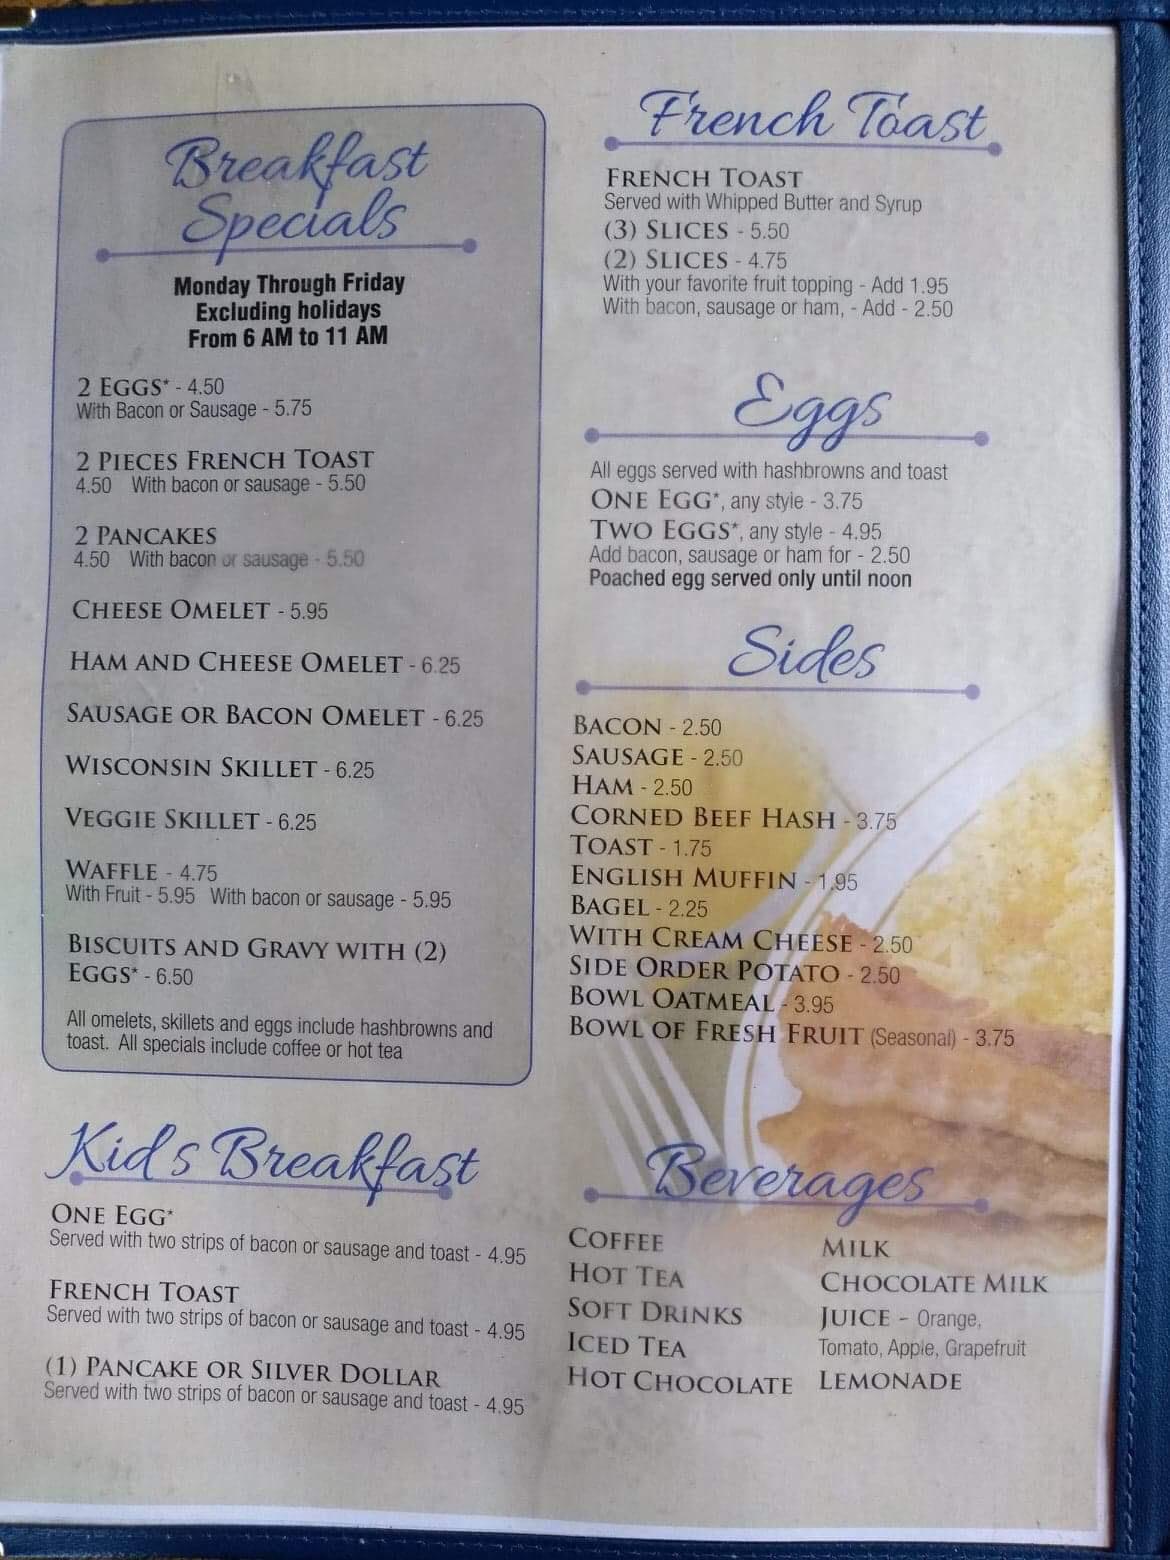 Breakfast
Specials
Monday Through Friday
Excluding holidays
From 6 AM to 11 AM
2 EGGS* - 4.50
With Bacon or Sausage - 5.75
2 PIECES FRENCH TOAST
4.50 With bacon or sausage - 5.50
2 PANCAKES
4.50 With bacon or sausage - 5.50
CHEESE OMELET - 5.95
HAM AND CHEESE OMELET - 6.25
SAUSAGE OR BACON OMELET - 6.25
WISCONSIN SKILLET - 6.25
VEGGIE SKILLET - 6.25
WAFFLE - 4.75
With Fruit - 5.95 With bacon or sausage - 5.95
BISCUITS AND GRAVY WITH (2)
EGGS* - 6.50
All omelets, skillets and eggs include hashbrowns and
toast. All specials include coffee or hot tea
Kid's Breakfast
ONE EGG*
Served with two strips of bacon or sausage and toast - 4.95
FRENCH TOAST
Served with two strips of bacon or sausage and toast - 4.95
(1) PANCAKE OR SILVER DOLLAR
Served with two strips of bacon or sausage and toast - 4.95
French Toast
FRENCH TOAST
Served with Whipped Butter and Syrup
(3) SLICES - 5.50
(2) SLICES - 4.75
With your favorite fruit topping - Add 1.95
With bacon, sausage or ham, - Add - 2.50
Eggs
All eggs served with hashbrowns and toast
ONE EGG*, any style - 3.75
TWO EGGS*, any style - 4.95
Add bacon, sausage or ham for - 2.50
Poached egg served only until noon
Sides
BACON - 2.50
SAUSAGE - 2.50
HAM - 2.50
CORNED BEEF HASH - 3.75
TOAST - 1.75
ENGLISH MUFFIN - 1.95
BAGEL - 2.25
WITH CREAM CHEESE - 2.50
SIDE ORDER POTATO - 2.50
BOWL OATMEAL - 3.95
BOWL OF FRESH FRUIT (Seasonal) - 3.75
Beverages
COFFEE
HOT TEA
SOFT DRINKS
ICED TEA
HOT CHOCOLATE
MILK
CHOCOLATE MILK
JUICE - Orange,
Tomato, Apple, Grapefruit
LEMONADE